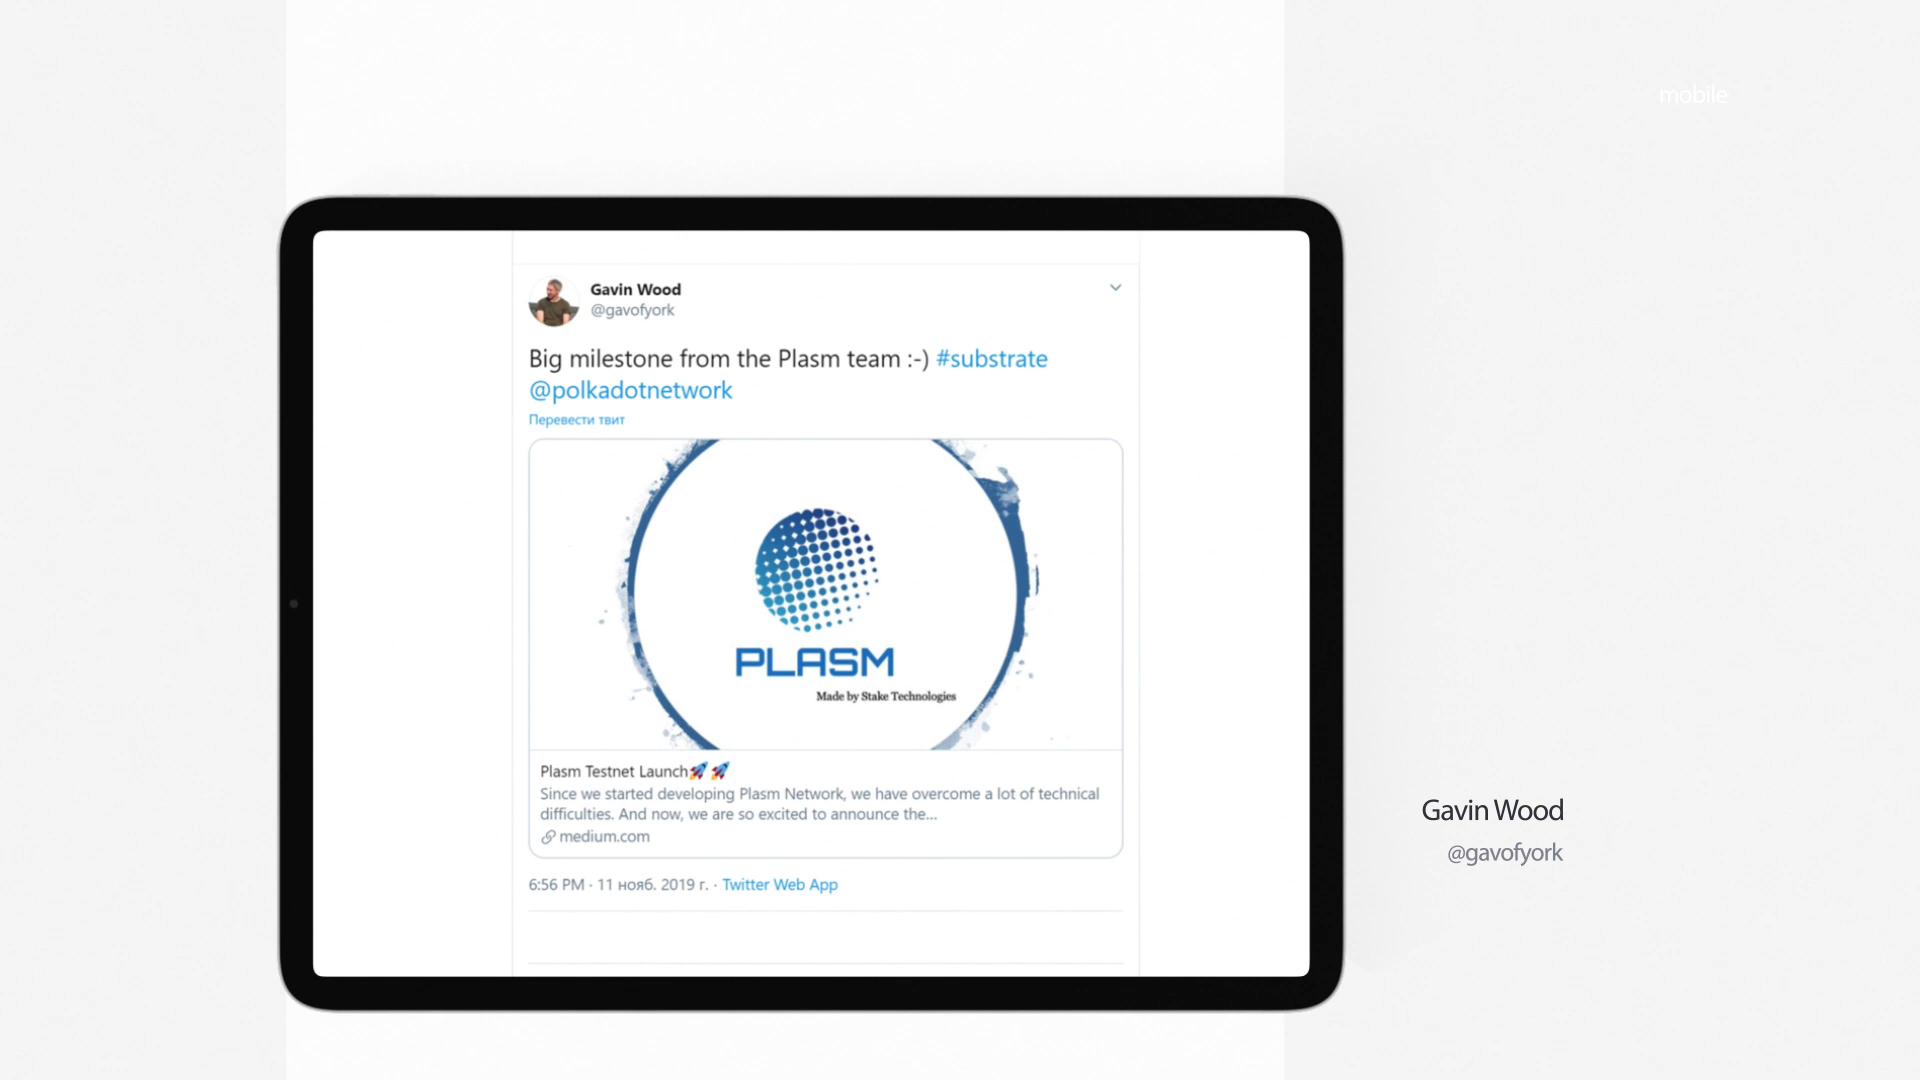 mobile
Gavin Wood
@gavofyork
Big milestone from the Plasm team :-) #substrate
@polkadotnetwork
Перевести твит
PLASM
Made by Stake Technologies
Plasm Testnet Launch🚀🚀
Since we started developing Plasm Network, we have overcome a lot of technical
difficulties. And now, we are so excited to announce the...
medium.com
6:56 PM · 11 нояб. 2019 г. · Twitter Web App
Gavin Wood
@gavofyork